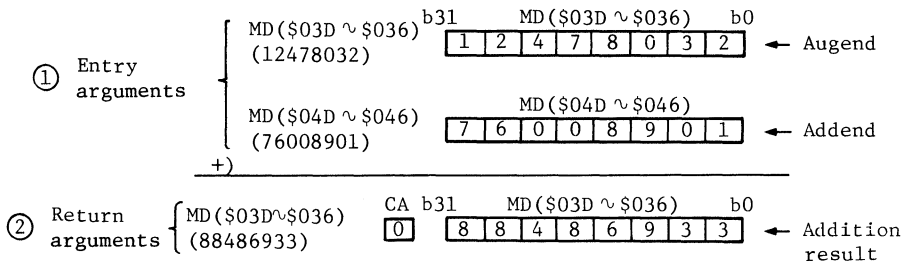 b31 MD($03D ~ $036) b0
MD($03D ~ $036) 1 2 4 7 8 0 3 2 ← Augend
(12478032)
① Entry arguments
MD($04D ~ $046)
MD($04D ~ $046) 7 6 0 0 8 9 0 1 ← Addend
(76008901)
+)
CA b31 MD($03D ~ $036) b0
② Return arguments
MD($03D~$036) 0 8 8 4 8 6 9 3 3 ← Addition result
(88486933)